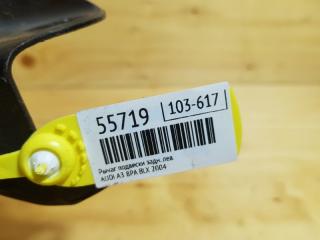 55719 103-617
Рычаг подвески задн. лев.
AUDI A3 8PA BLX 2004